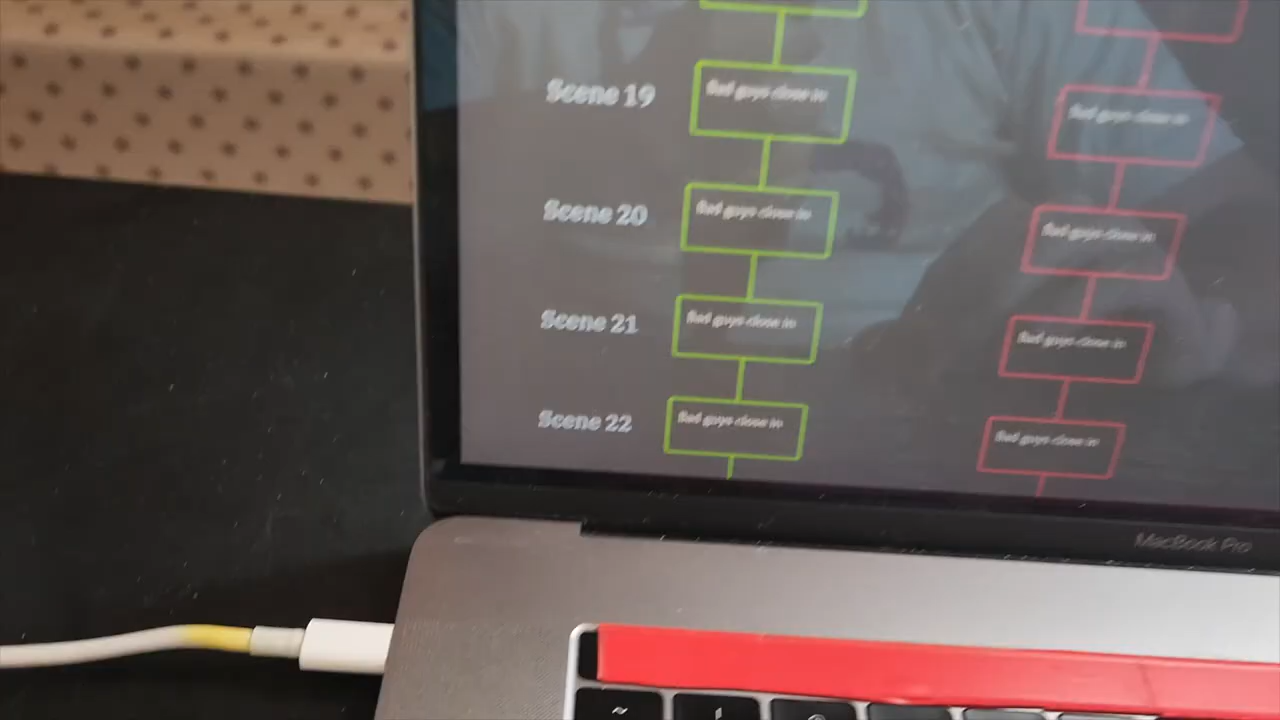 Scene 19
Bad guys close in
Bad guys close in
Scene 20
Bad guys close in
Bad guys close in
Scene 21
Bad guys close in
Bad guys close in
Scene 22
Bad guys close in
Bad guys close in
MacBook Pro
~